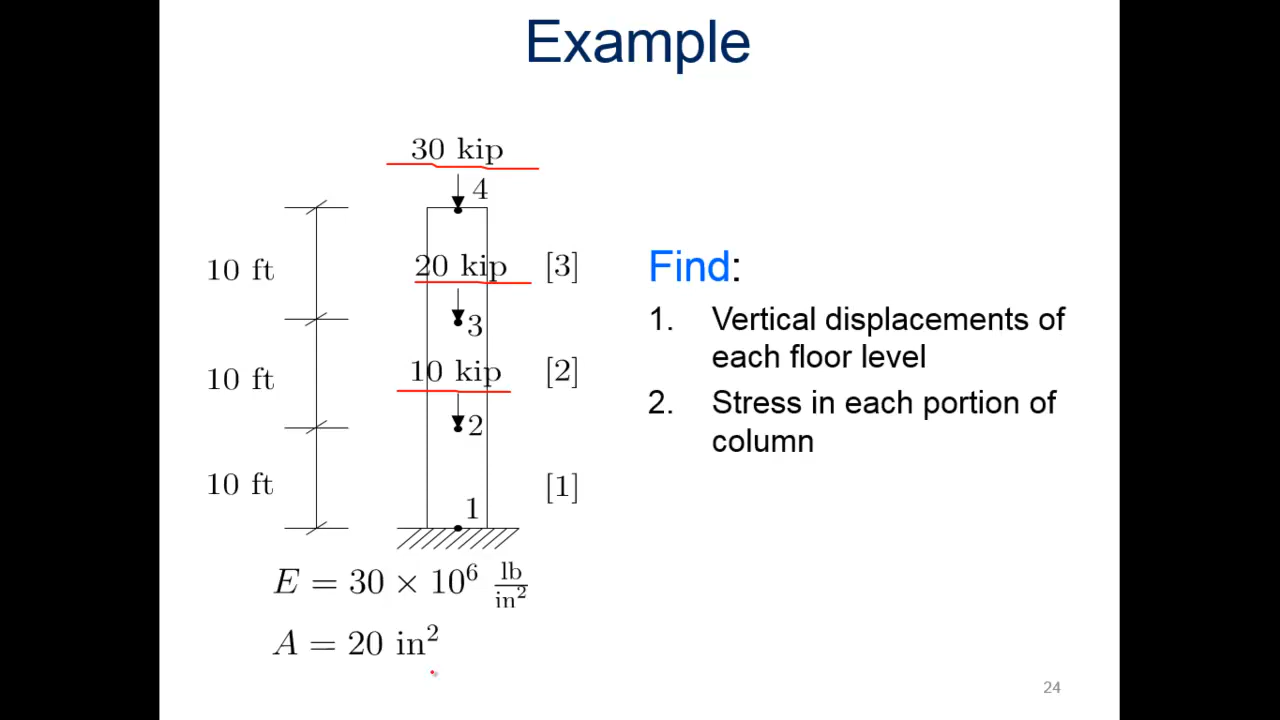 Example
30 kip
4
10 ft
20 kip
[3]
3
10 ft
10 kip
[2]
2
10 ft
1
[1]
E = 30 × 10⁶ lb/in²
A = 20 in²
Find:
1. Vertical displacements of
each floor level
2. Stress in each portion of
column
24